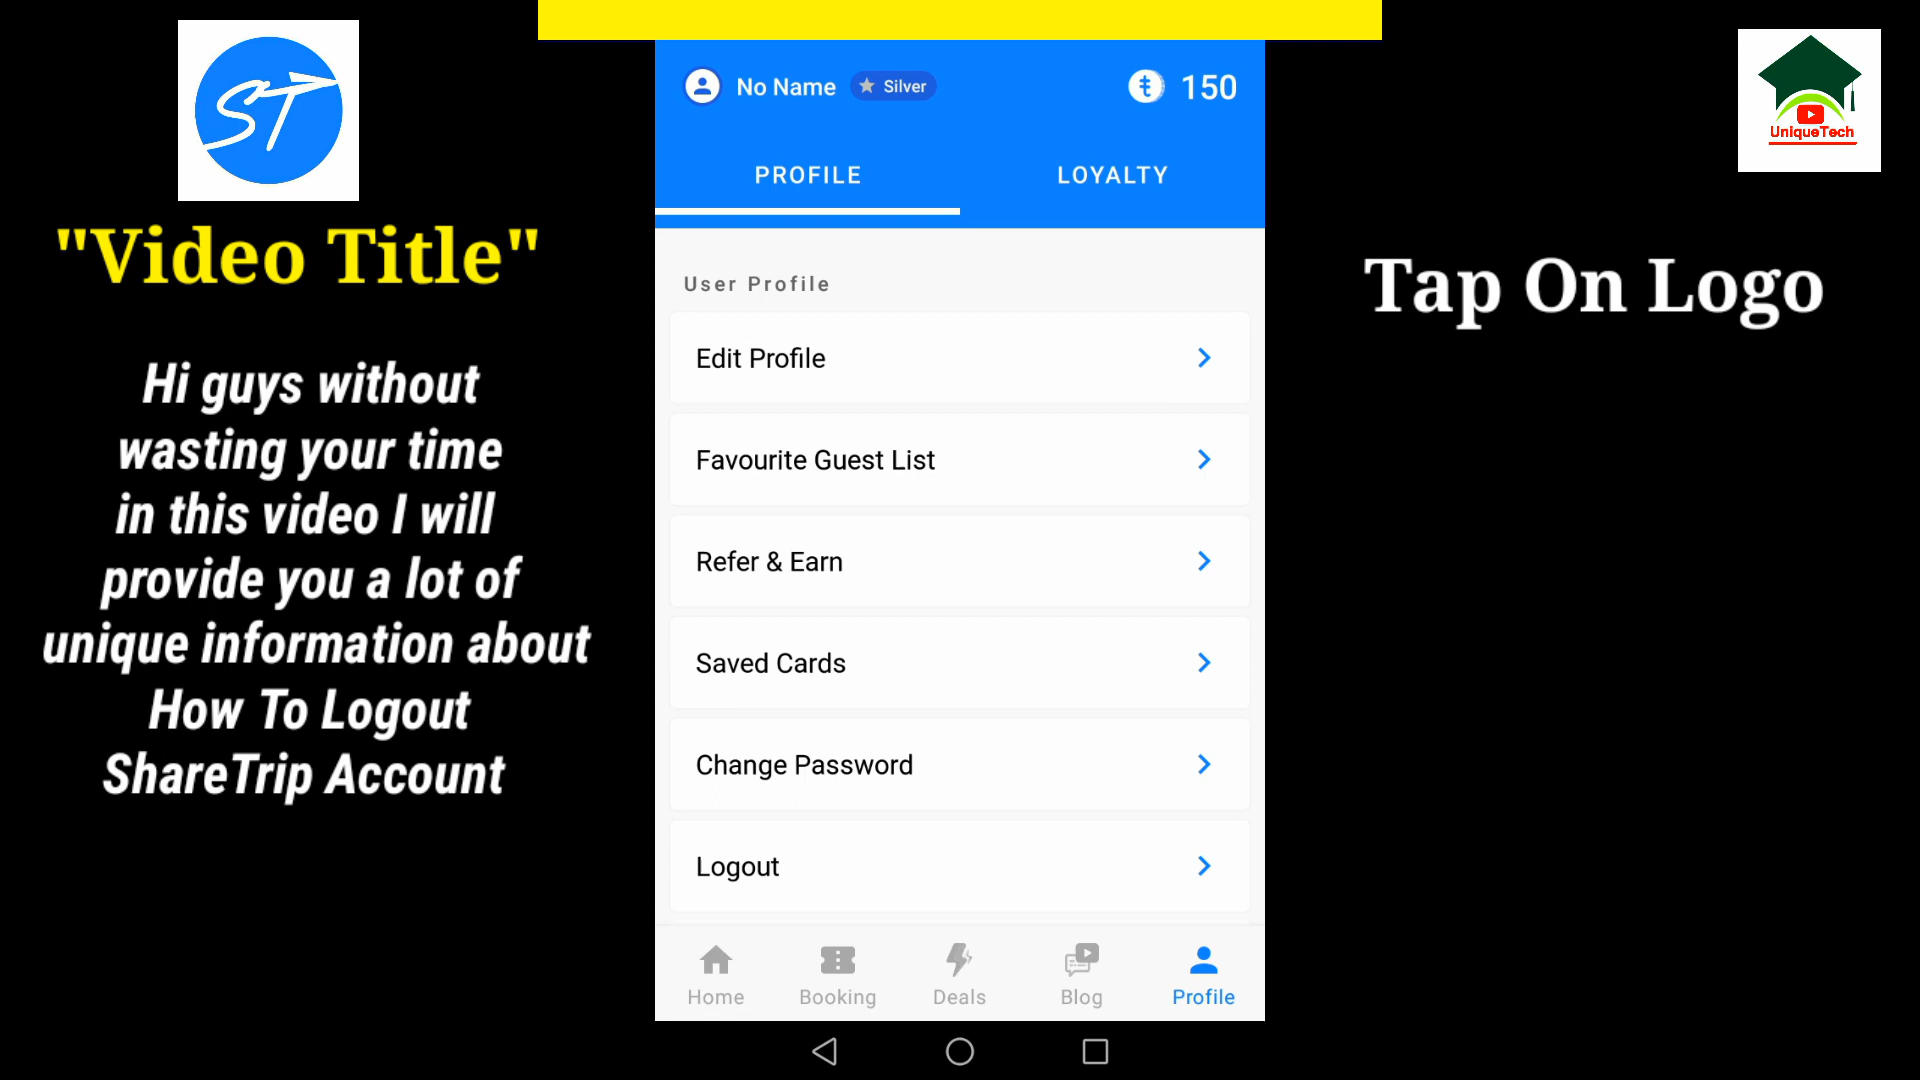 ST
"Video Title"
Hi guys without
wasting your time
in this video I will
provide you a lot of
unique information about
How To Logout
ShareTrip Account
No Name
Silver
150
PROFILE
LOYALTY
User Profile
Edit Profile
Favourite Guest List
Refer & Earn
Saved Cards
Change Password
Logout
Home
Booking
Deals
Blog
Profile
UniqueTech
Tap On Logo